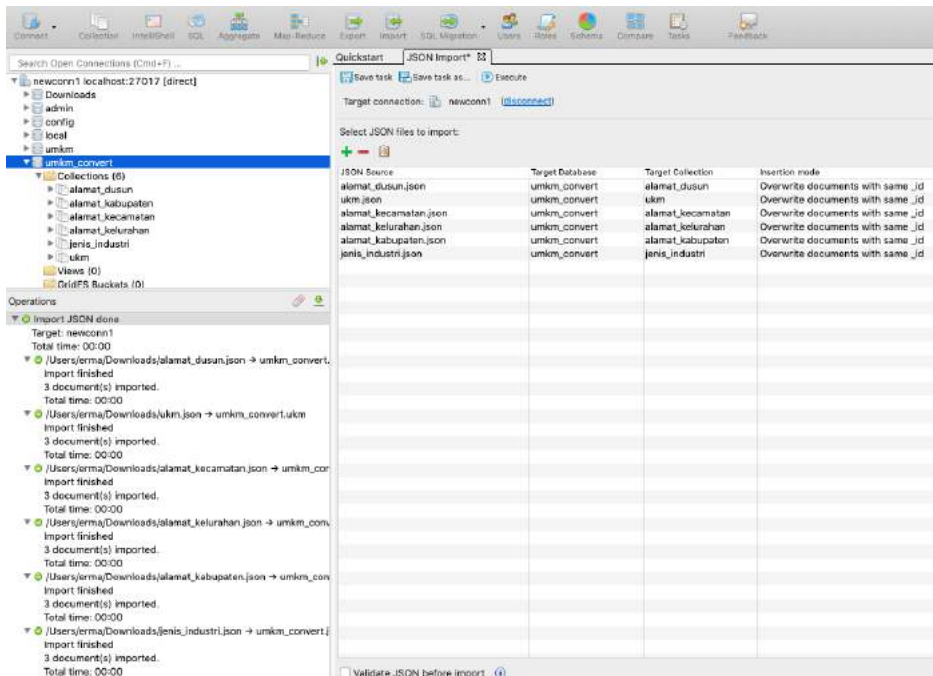 Connect Collection IntelliShell SQL Aggregate Map-Reduce Export Import SQL Migration Users Roles Schema Compare Tasks Feedback
Search Open Connections (Cmd+F) ...
newconn1 localhost:27017 [direct]
Downloads
admin
config
local
umkm
umkm_convert
Collections (6)
alamat_dusun
alamat_kabupaten
alamat_kecamatan
alamat_kelurahan
jenis_industri
ukm
Views (0)
GridFS Buckets (0)
Operations
Import JSON done
Target: newconn1
Total time: 00:00
/Users/erma/Downloads/alamat_dusun.json → umkm_convert.
Import finished
3 document(s) imported.
Total time: 00:00
/Users/erma/Downloads/ukm.json → umkm_convert.ukm
Import finished
3 document(s) imported.
Total time: 00:00
/Users/erma/Downloads/alamat_kecamatan.json → umkm_con
Import finished
3 document(s) imported.
Total time: 00:00
/Users/erma/Downloads/alamat_kelurahan.json → umkm_conv
Import finished
3 document(s) imported.
Total time: 00:00
/Users/erma/Downloads/alamat_kabupaten.json → umkm_con
Import finished
3 document(s) imported.
Total time: 00:00
/Users/erma/Downloads/jenis_industri.json → umkm_convert.j
Import finished
3 document(s) imported.
Total time: 00:00
Quickstart JSON Import*
Save task Save task as... Execute
Target connection: newconn1 (disconnect)
Select JSON files to import:
JSON Source Target Database Target Collection Insertion mode
alamat_dusun.json umkm_convert alamat_dusun Overwrite documents with same _id
ukm.json umkm_convert ukm Overwrite documents with same _id
alamat_kecamatan.json umkm_convert alamat_kecamatan Overwrite documents with same _id
alamat_kelurahan.json umkm_convert alamat_kelurahan Overwrite documents with same _id
alamat_kabupaten.json umkm_convert alamat_kabupaten Overwrite documents with same _id
jenis_industri.json umkm_convert jenis_industri Overwrite documents with same _id
Validate JSON before import